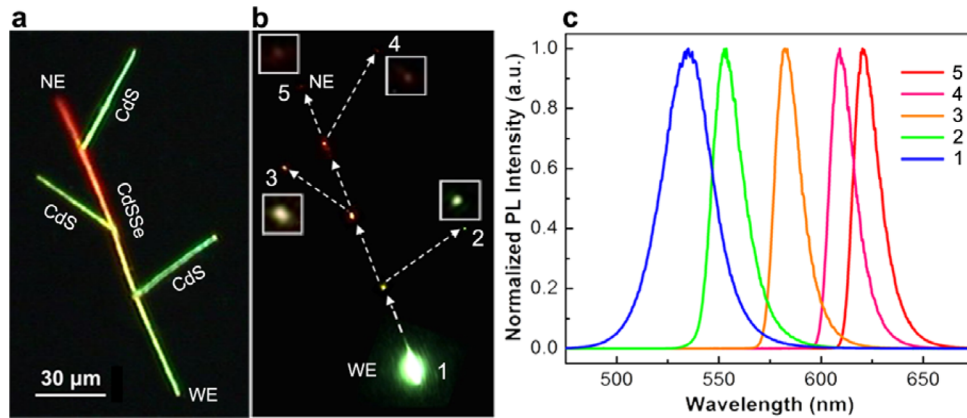 a
NE
CdS
CdS
CdSSe
CdS
30 µm
WE
b
4
5
NE
3
2
WE
1
c
Normalized PL Intensity (a.u.)
1.0
0.8
0.6
0.4
0.2
0.0
500
550
600
650
Wavelength (nm)
5
4
3
2
1